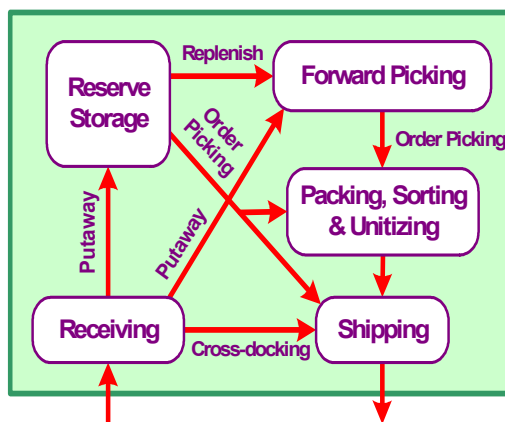 Replenish
Reserve
Storage
Forward Picking
Order
Picking
Order Picking
Packing, Sorting
& Unitizing
Putaway
Putaway
Receiving
Cross-docking
Shipping